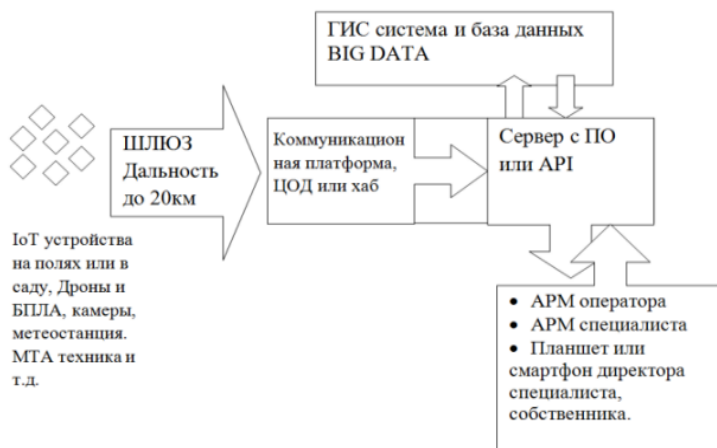 ГИС система и база данных
BIG DATA
ШЛЮЗ
Дальность
до 20км
Коммуникацион
ная платформа,
ЦОД или хаб
Сервер с ПО
или API
IoT устройства
на полях или в
саду, Дроны и
БПЛА, камеры,
метеостанция.
МТА техника и
т.д.
• АРМ оператора
• АРМ специалиста
• Планшет или
смартфон директора
специалиста,
собственника.